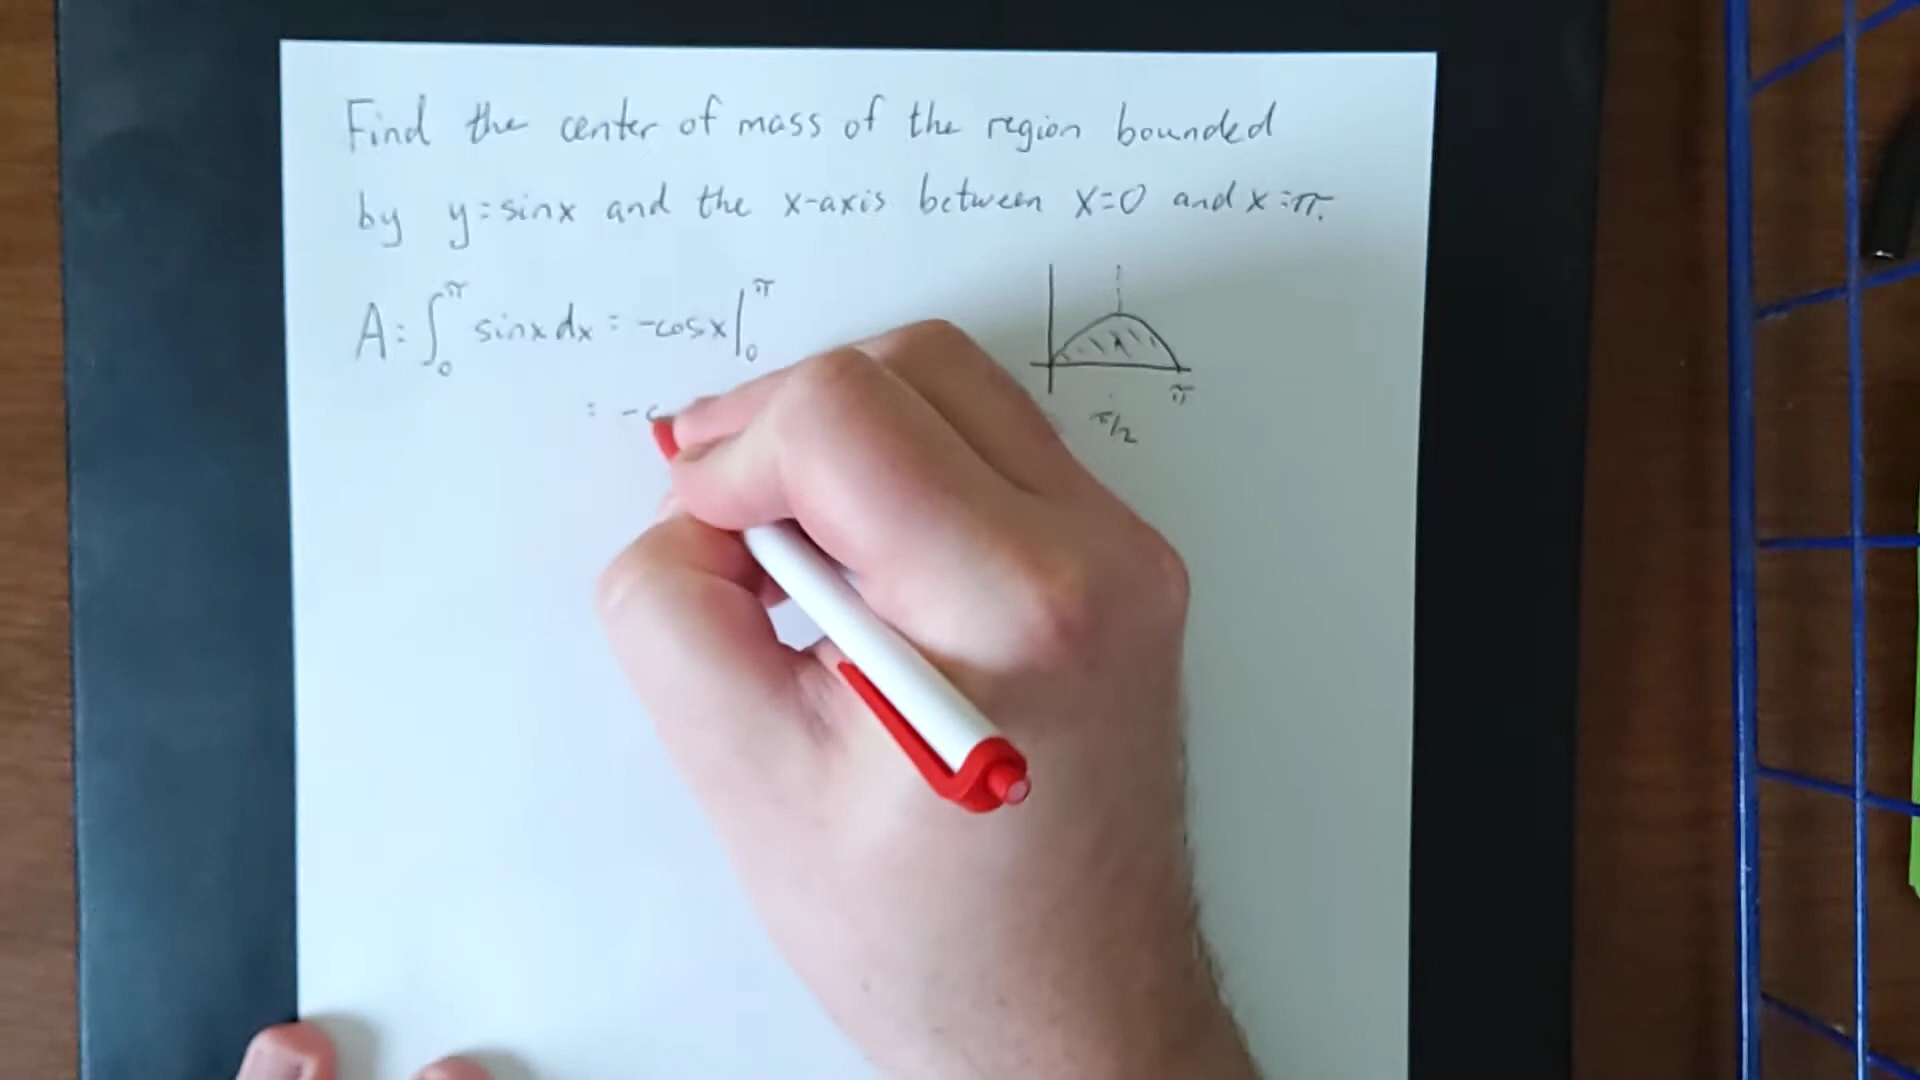 Find the center of mass of the region bounded
by y=sinx and the x-axis between x=0 and x=π.
A=∫₀^π sinx dx = -cosx|₀^π
= -c
π
π/2